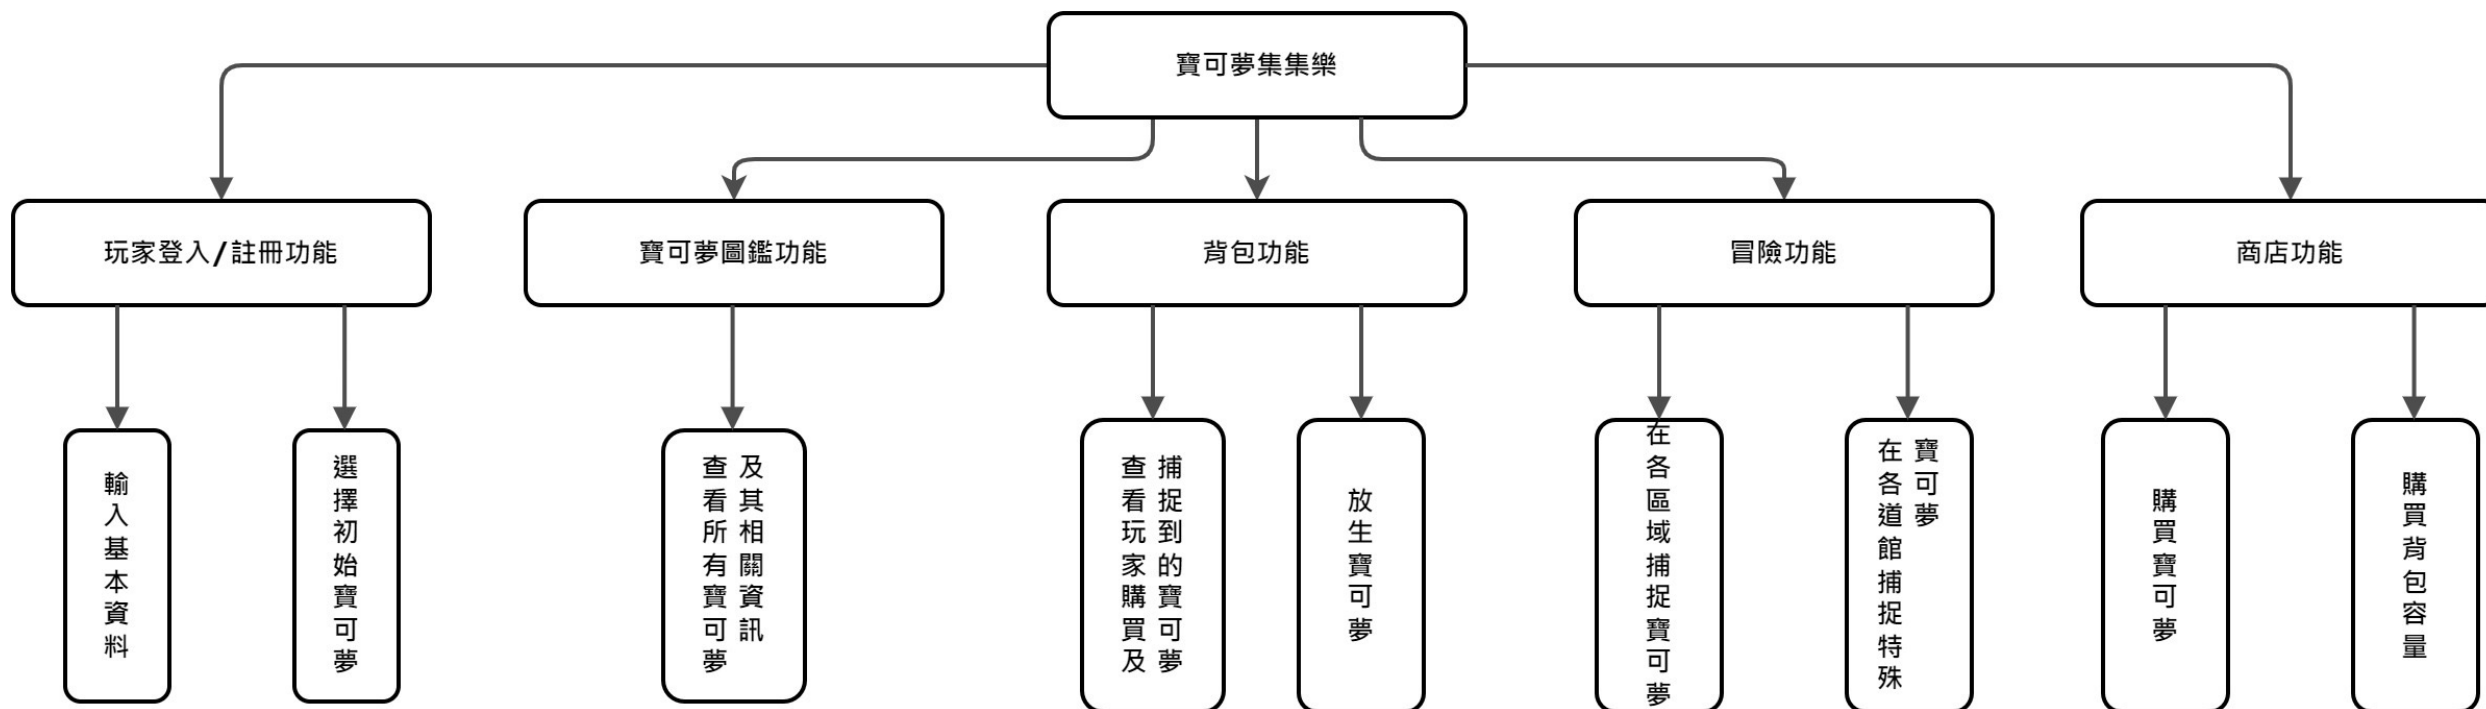 寶可夢集集樂
玩家登入/註冊功能
寶可夢圖鑑功能
背包功能
冒險功能
商店功能
輸入基本資料
選擇初始寶可夢
查看所有寶可夢
及其相關資訊
查看玩家購買及
捕捉到的寶可夢
放生寶可夢
在各區域捕捉寶可夢
在各道館捕捉特殊
寶可夢
購買寶可夢
購買背包容量